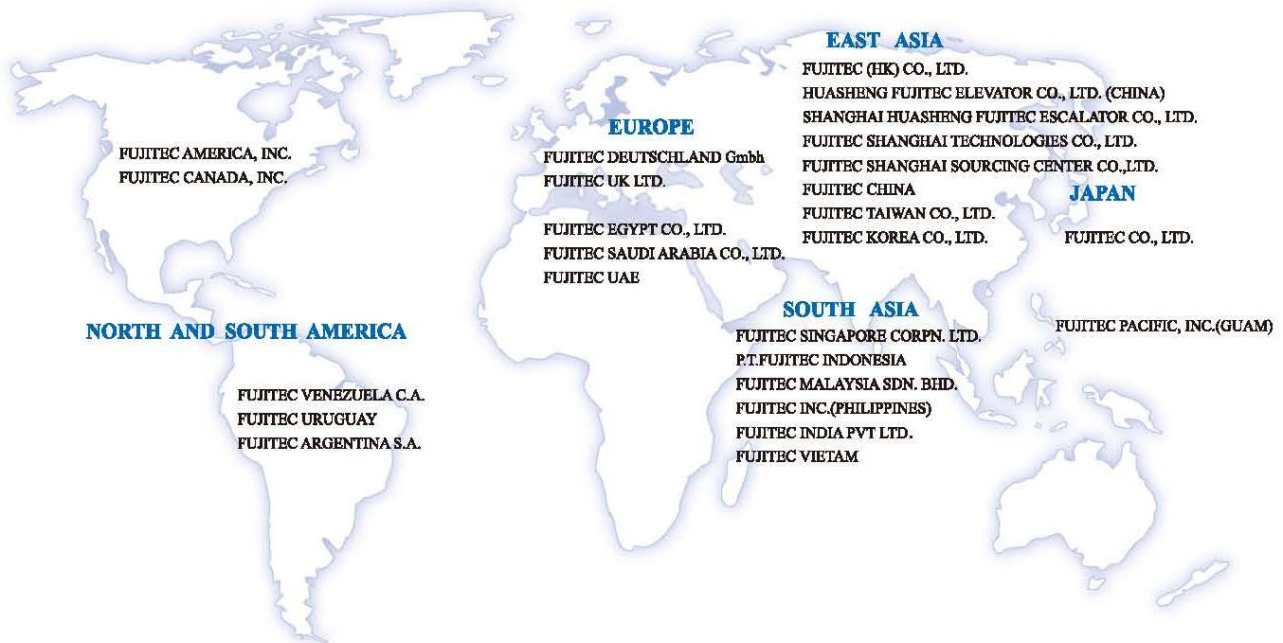 EAST ASIA
FUJITEC (HK) CO., LTD.
HUASHENG FUJITEC ELEVATOR CO., LTD. (CHINA)
SHANGHAI HUASHENG FUJITEC ESCALATOR CO., LTD.
FUJITEC SHANGHAI TECHNOLOGIES CO., LTD.
FUJITEC SHANGHAI SOURCING CENTER CO.,LTD.
FUJITEC CHINA
FUJITEC TAIWAN CO., LTD.
FUJITEC KOREA CO., LTD.
JAPAN
FUJITEC CO., LTD.
EUROPE
FUJITEC DEUTSCHLAND Gmbh
FUJITEC UK LTD.
FUJITEC EGYPT CO., LTD.
FUJITEC SAUDI ARABIA CO., LTD.
FUJITEC UAE
FUJITEC AMERICA, INC.
FUJITEC CANADA, INC.
NORTH AND SOUTH AMERICA
FUJITEC VENEZUELA C.A.
FUJITEC URUGUAY
FUJITEC ARGENTINA S.A.
SOUTH ASIA
FUJITEC SINGAPORE CORPN. LTD.
P.T.FUJITEC INDONESIA
FUJITEC MALAYSIA SDN. BHD.
FUJITEC INC.(PHILIPPINES)
FUJITEC INDIA PVT LTD.
FUJITEC VIETAM
FUJITEC PACIFIC, INC.(GUAM)